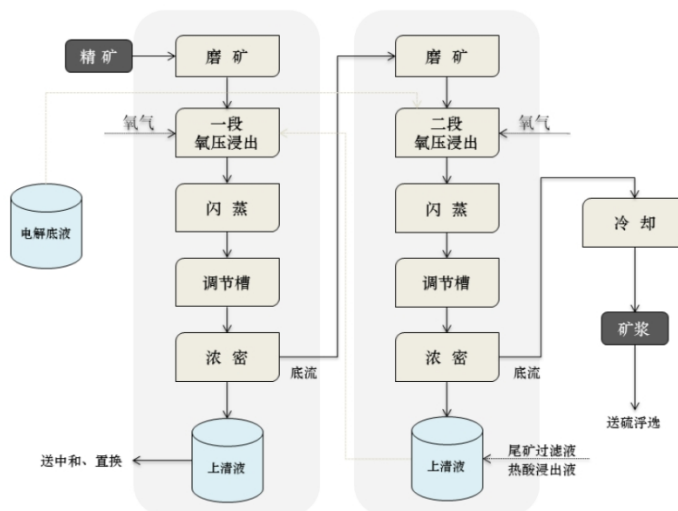 精矿
磨矿
磨矿
氧气
一段
氧压浸出
二段
氧压浸出
氧气
闪蒸
闪蒸
冷却
电解底液
调节槽
调节槽
矿浆
浓密
底流
浓密
底流
送硫浮选
送中和、置换
上清液
上清液
尾矿过滤液
热酸浸出液